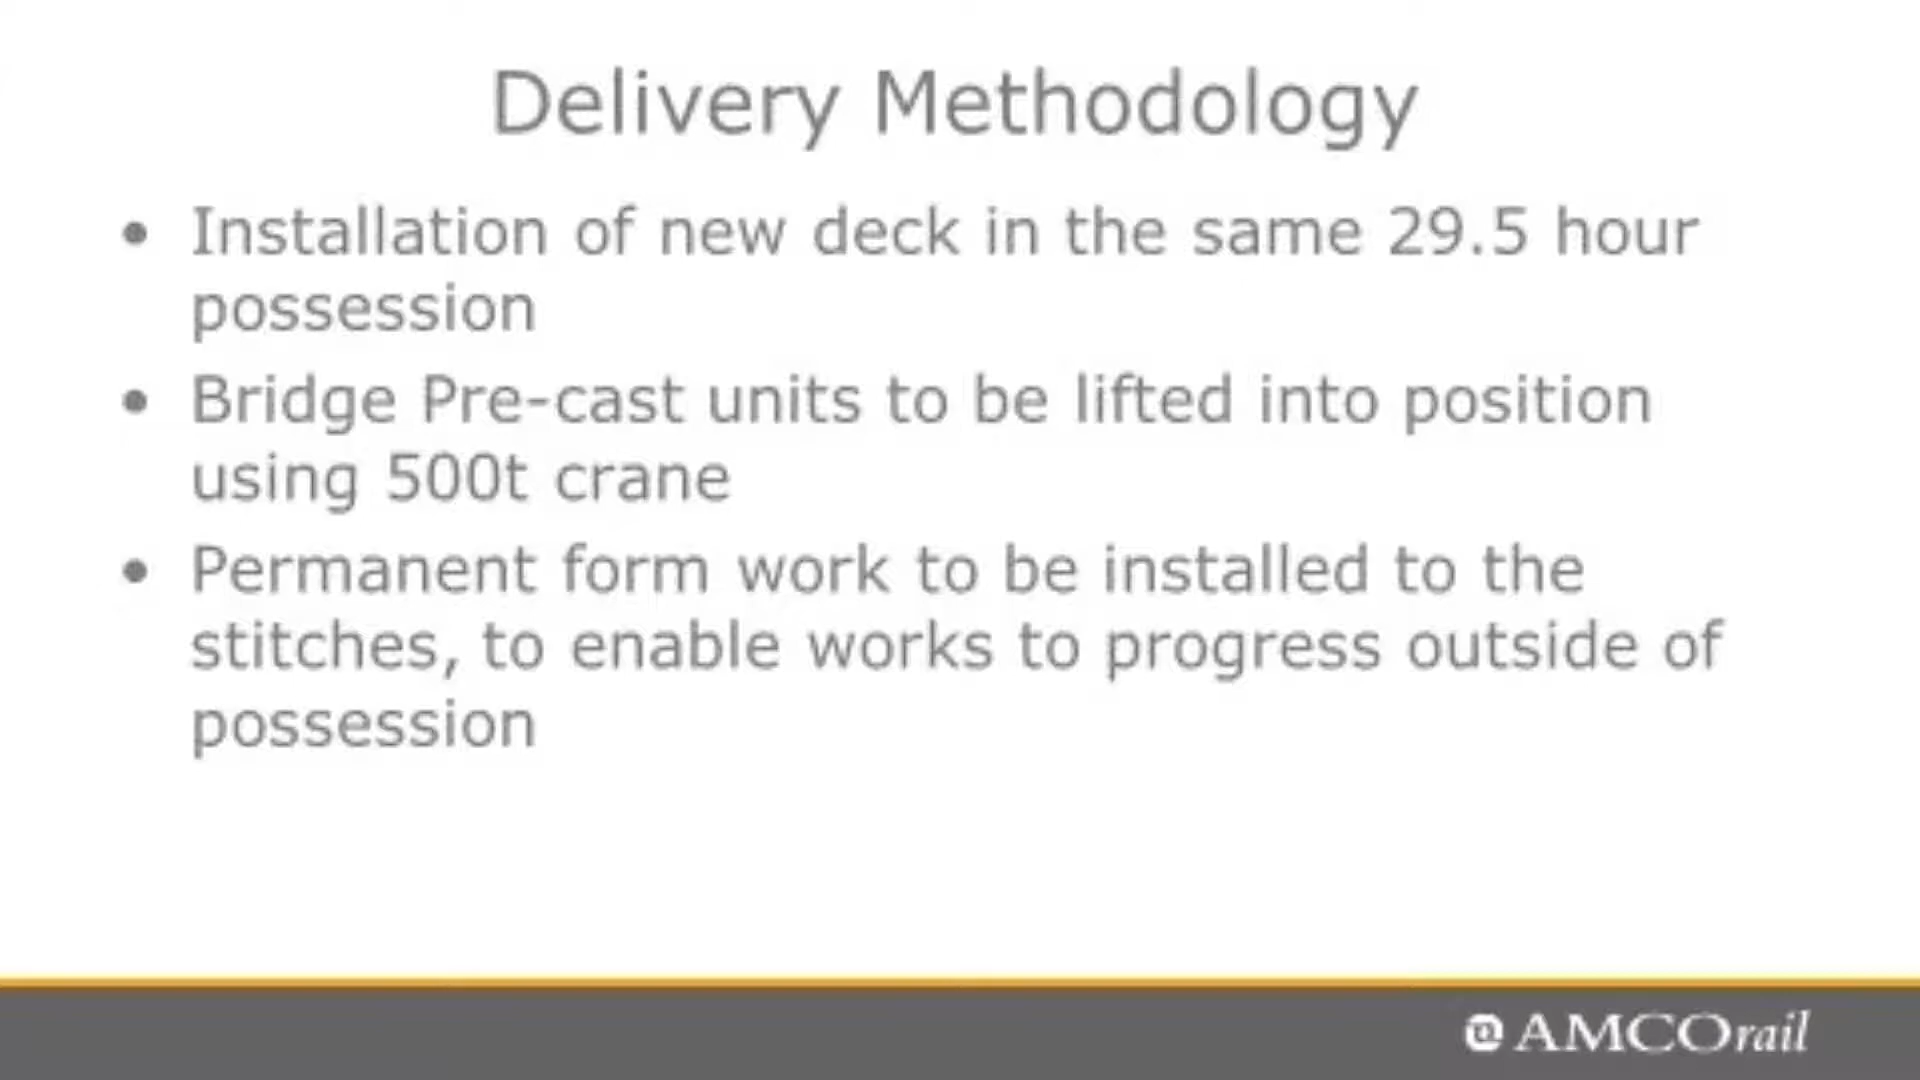 Delivery Methodology
• Installation of new deck in the same 29.5 hour
possession
• Bridge Pre-cast units to be lifted into position
using 500t crane
• Permanent form work to be installed to the
stitches, to enable works to progress outside of
possession
AMCOrail